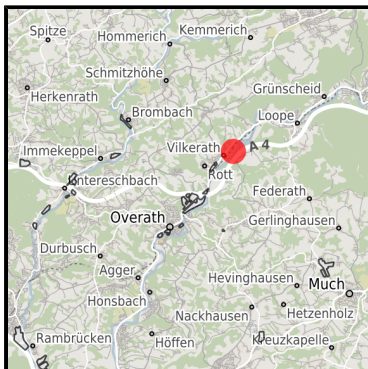 Spitze
Hommerich
Kemmerich
Schmitzhöhe
Herkenrath
Grünscheid
Brombach
Loope
Vilkerath
A 4
Immekeppel
Rott
Untereschbach
Federath
Overath
Gerlinghausen
Durbusch
Agger
Hevinghausen
Much
Honsbach
Nackhausen
Hetzenholz
Rambrücken
Höffen
Kreuzkapelle